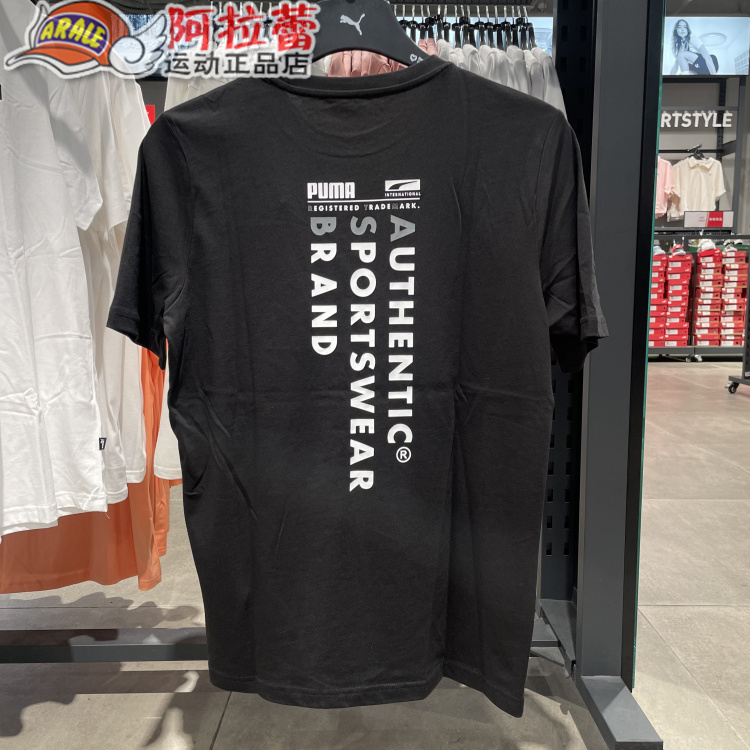 ARALE
阿拉蕾
运动正品店
PUMA
INTERNATIONAL
REGISTERED TRADEMARK.
AUTHENTIC®
SPORTSWEAR
BRAND
RTSTYLE